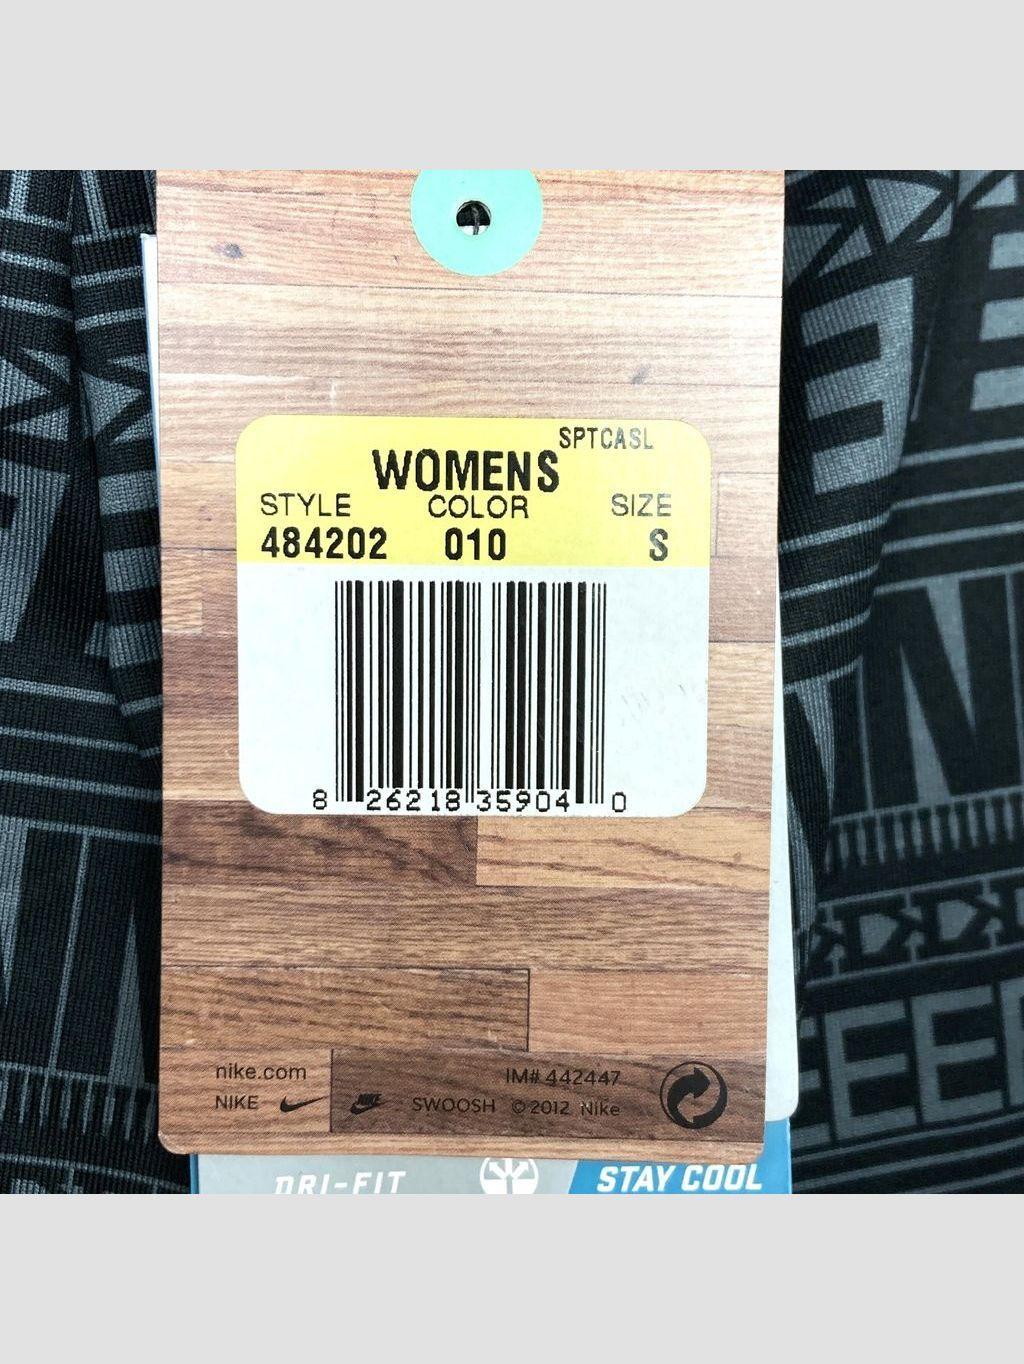 SPTCASL
WOMENS
STYLE COLOR SIZE
484202 010 S
8 26218 35904 0
nike.com
IM# 442447
NIKE SWOOSH © 2012 Nike
DRI-FIT STAY COOL